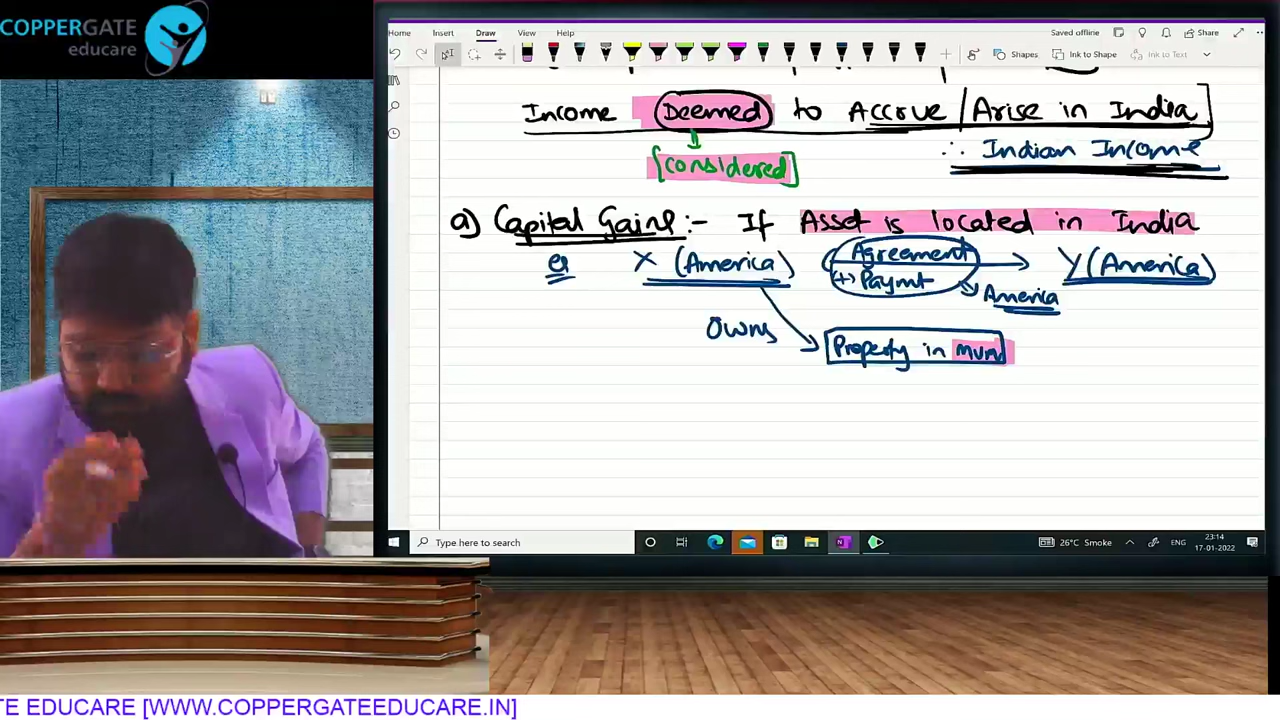 COPPERGATE
educare
Home Insert Draw View Help
Saved offline
Share
Shapes
Ink to Shape
Ink to Text
Income Deemed to Accrue / Arise in India
∴ Indian Income
[considered]
a) Capital Gains :- If Asset is located in India
X (America) Agreement Y (America)
(+) Paymt
America
Owns
Property in mum
Type here to search
26°C Smoke
ENG
23:14
17-01-2022
TE EDUCARE [WWW.COPPERGATEEDUCARE.IN]